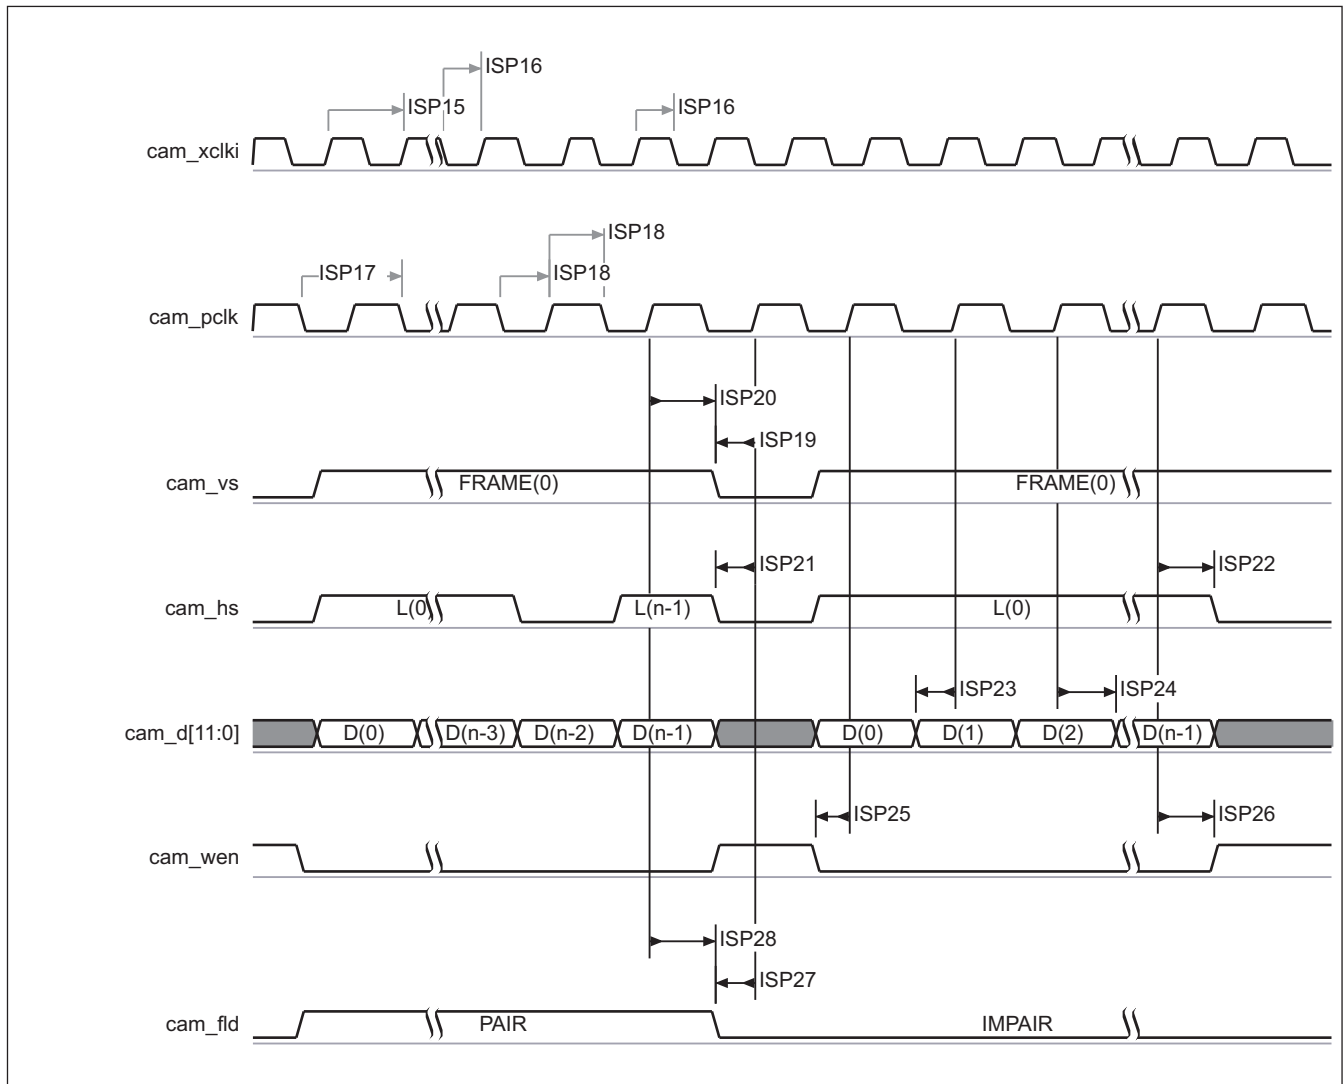 ISP16
ISP15
ISP16
cam_xclki
ISP18
ISP17
ISP18
cam_pclk
ISP20
ISP19
cam_vs
FRAME(0)
FRAME(0)
ISP21
ISP22
cam_hs
L(0)
L(n-1)
L(0)
ISP23
ISP24
cam_d[11:0]
D(0)
D(n-3)
D(n-2)
D(n-1)
D(0)
D(1)
D(2)
D(n-1)
ISP25
ISP26
cam_wen
ISP28
ISP27
cam_fld
PAIR
IMPAIR